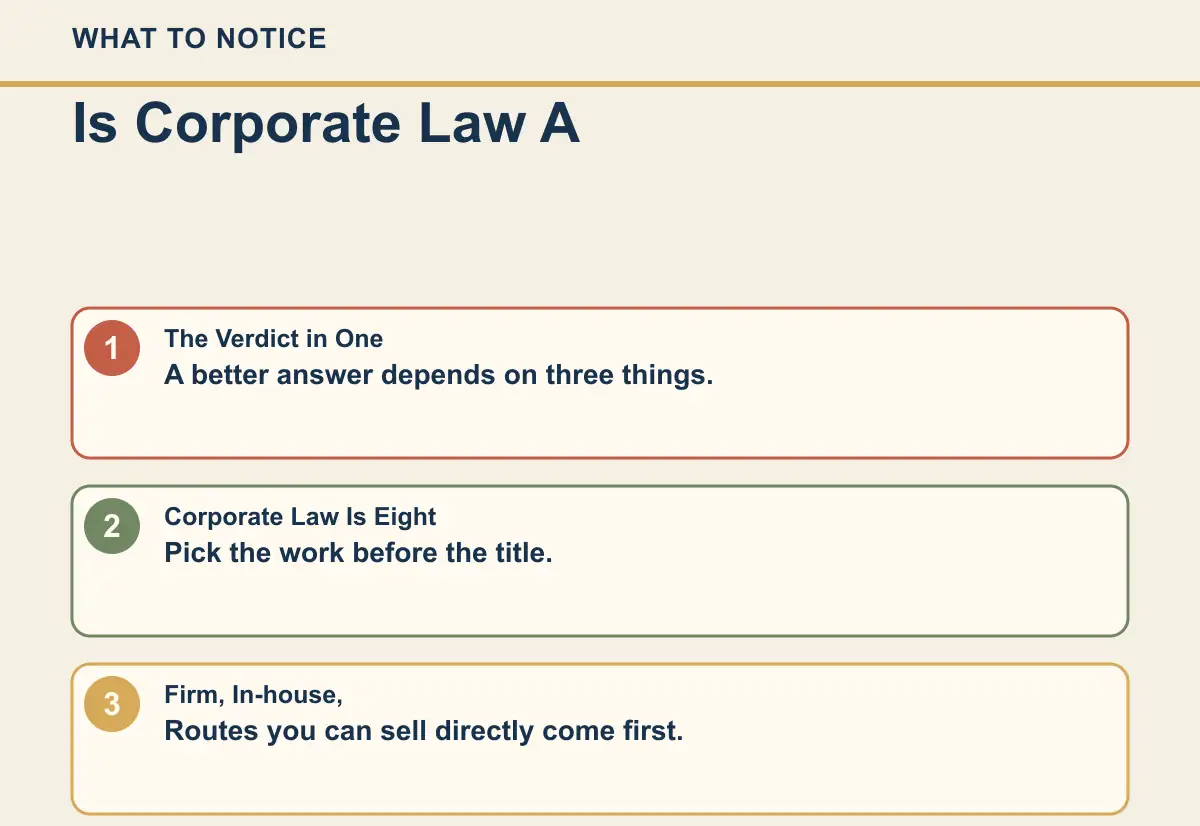 WHAT TO NOTICE
Is Corporate Law A
1
The Verdict in One
A better answer depends on three things.
2
Corporate Law Is Eight
Pick the work before the title.
3
Firm, In-house,
Routes you can sell directly come first.